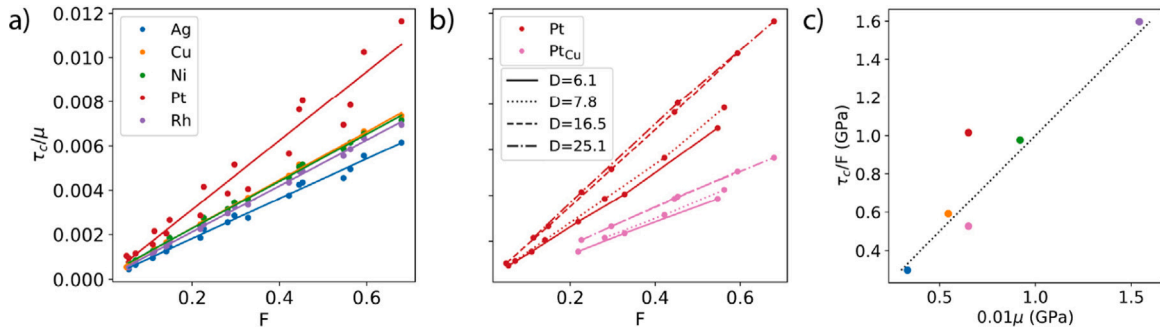 a)
0.012
0.010
0.008
0.006
0.004
0.002
0.000
τc/μ
Ag
Cu
Ni
Pt
Rh
0.2
0.4
0.6
F
b)
Pt
PtCu
D=6.1
D=7.8
D=16.5
D=25.1
0.2
0.4
0.6
F
c)
1.6
1.4
1.2
1.0
0.8
0.6
0.4
τc/F (GPa)
0.5
1.0
1.5
0.01μ (GPa)